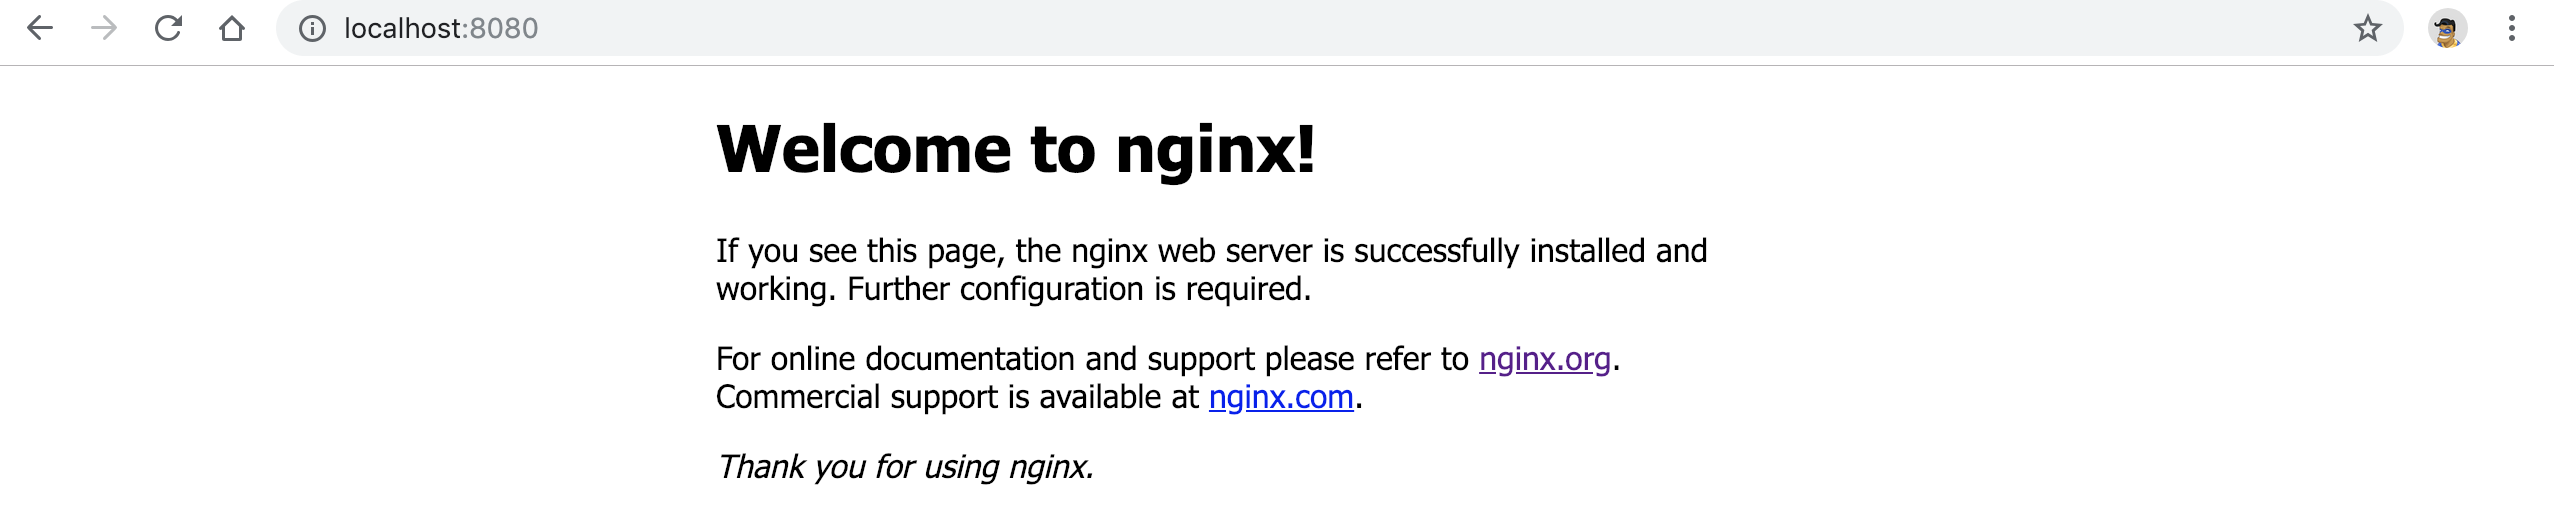 localhost:8080
Welcome to nginx!
If you see this page, the nginx web server is successfully installed and
working. Further configuration is required.
For online documentation and support please refer to nginx.org.
Commercial support is available at nginx.com.
Thank you for using nginx.